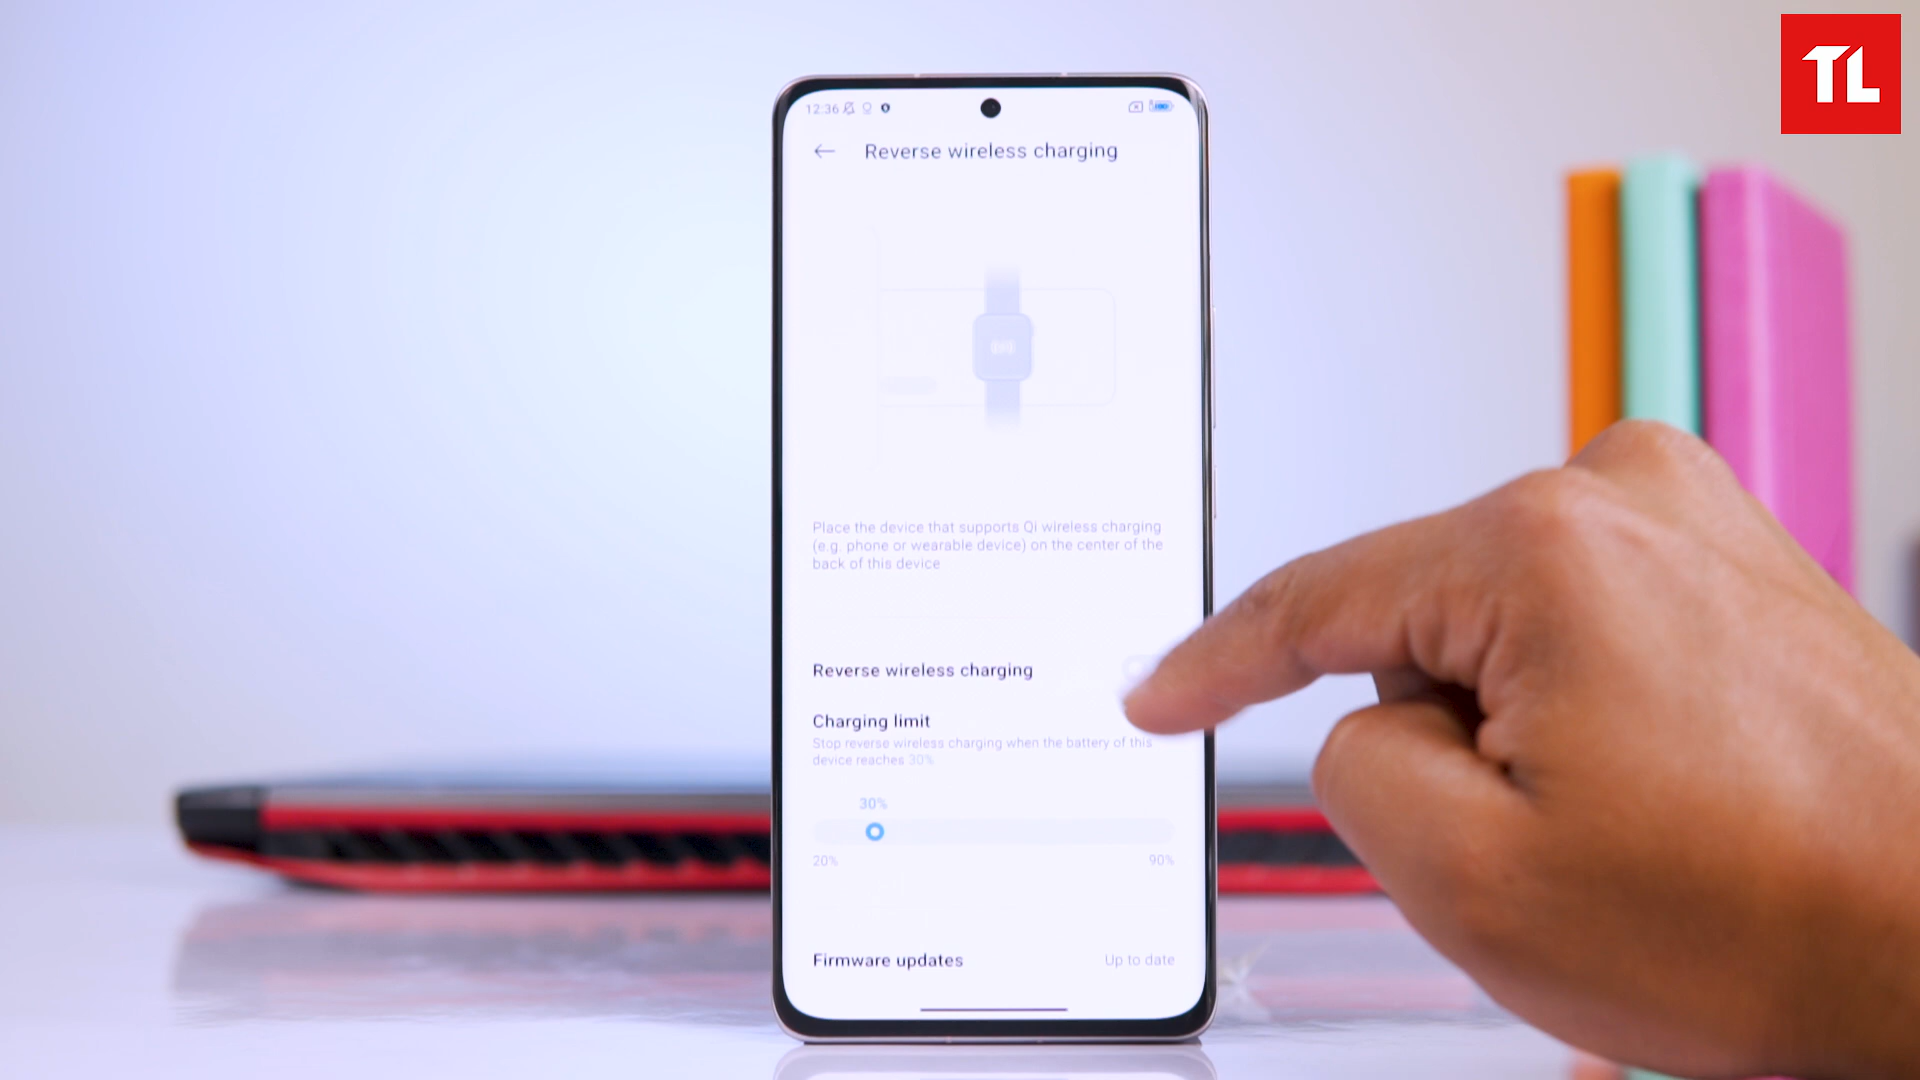 TL
12:36
Reverse wireless charging
Place the device that supports Qi wireless charging
(e.g. phone or wearable device) on the center of the
back of this device
Reverse wireless charging
Charging limit
Stop reverse wireless charging when the battery of this
device reaches 30%
30%
20% 90%
Firmware updates Up to date